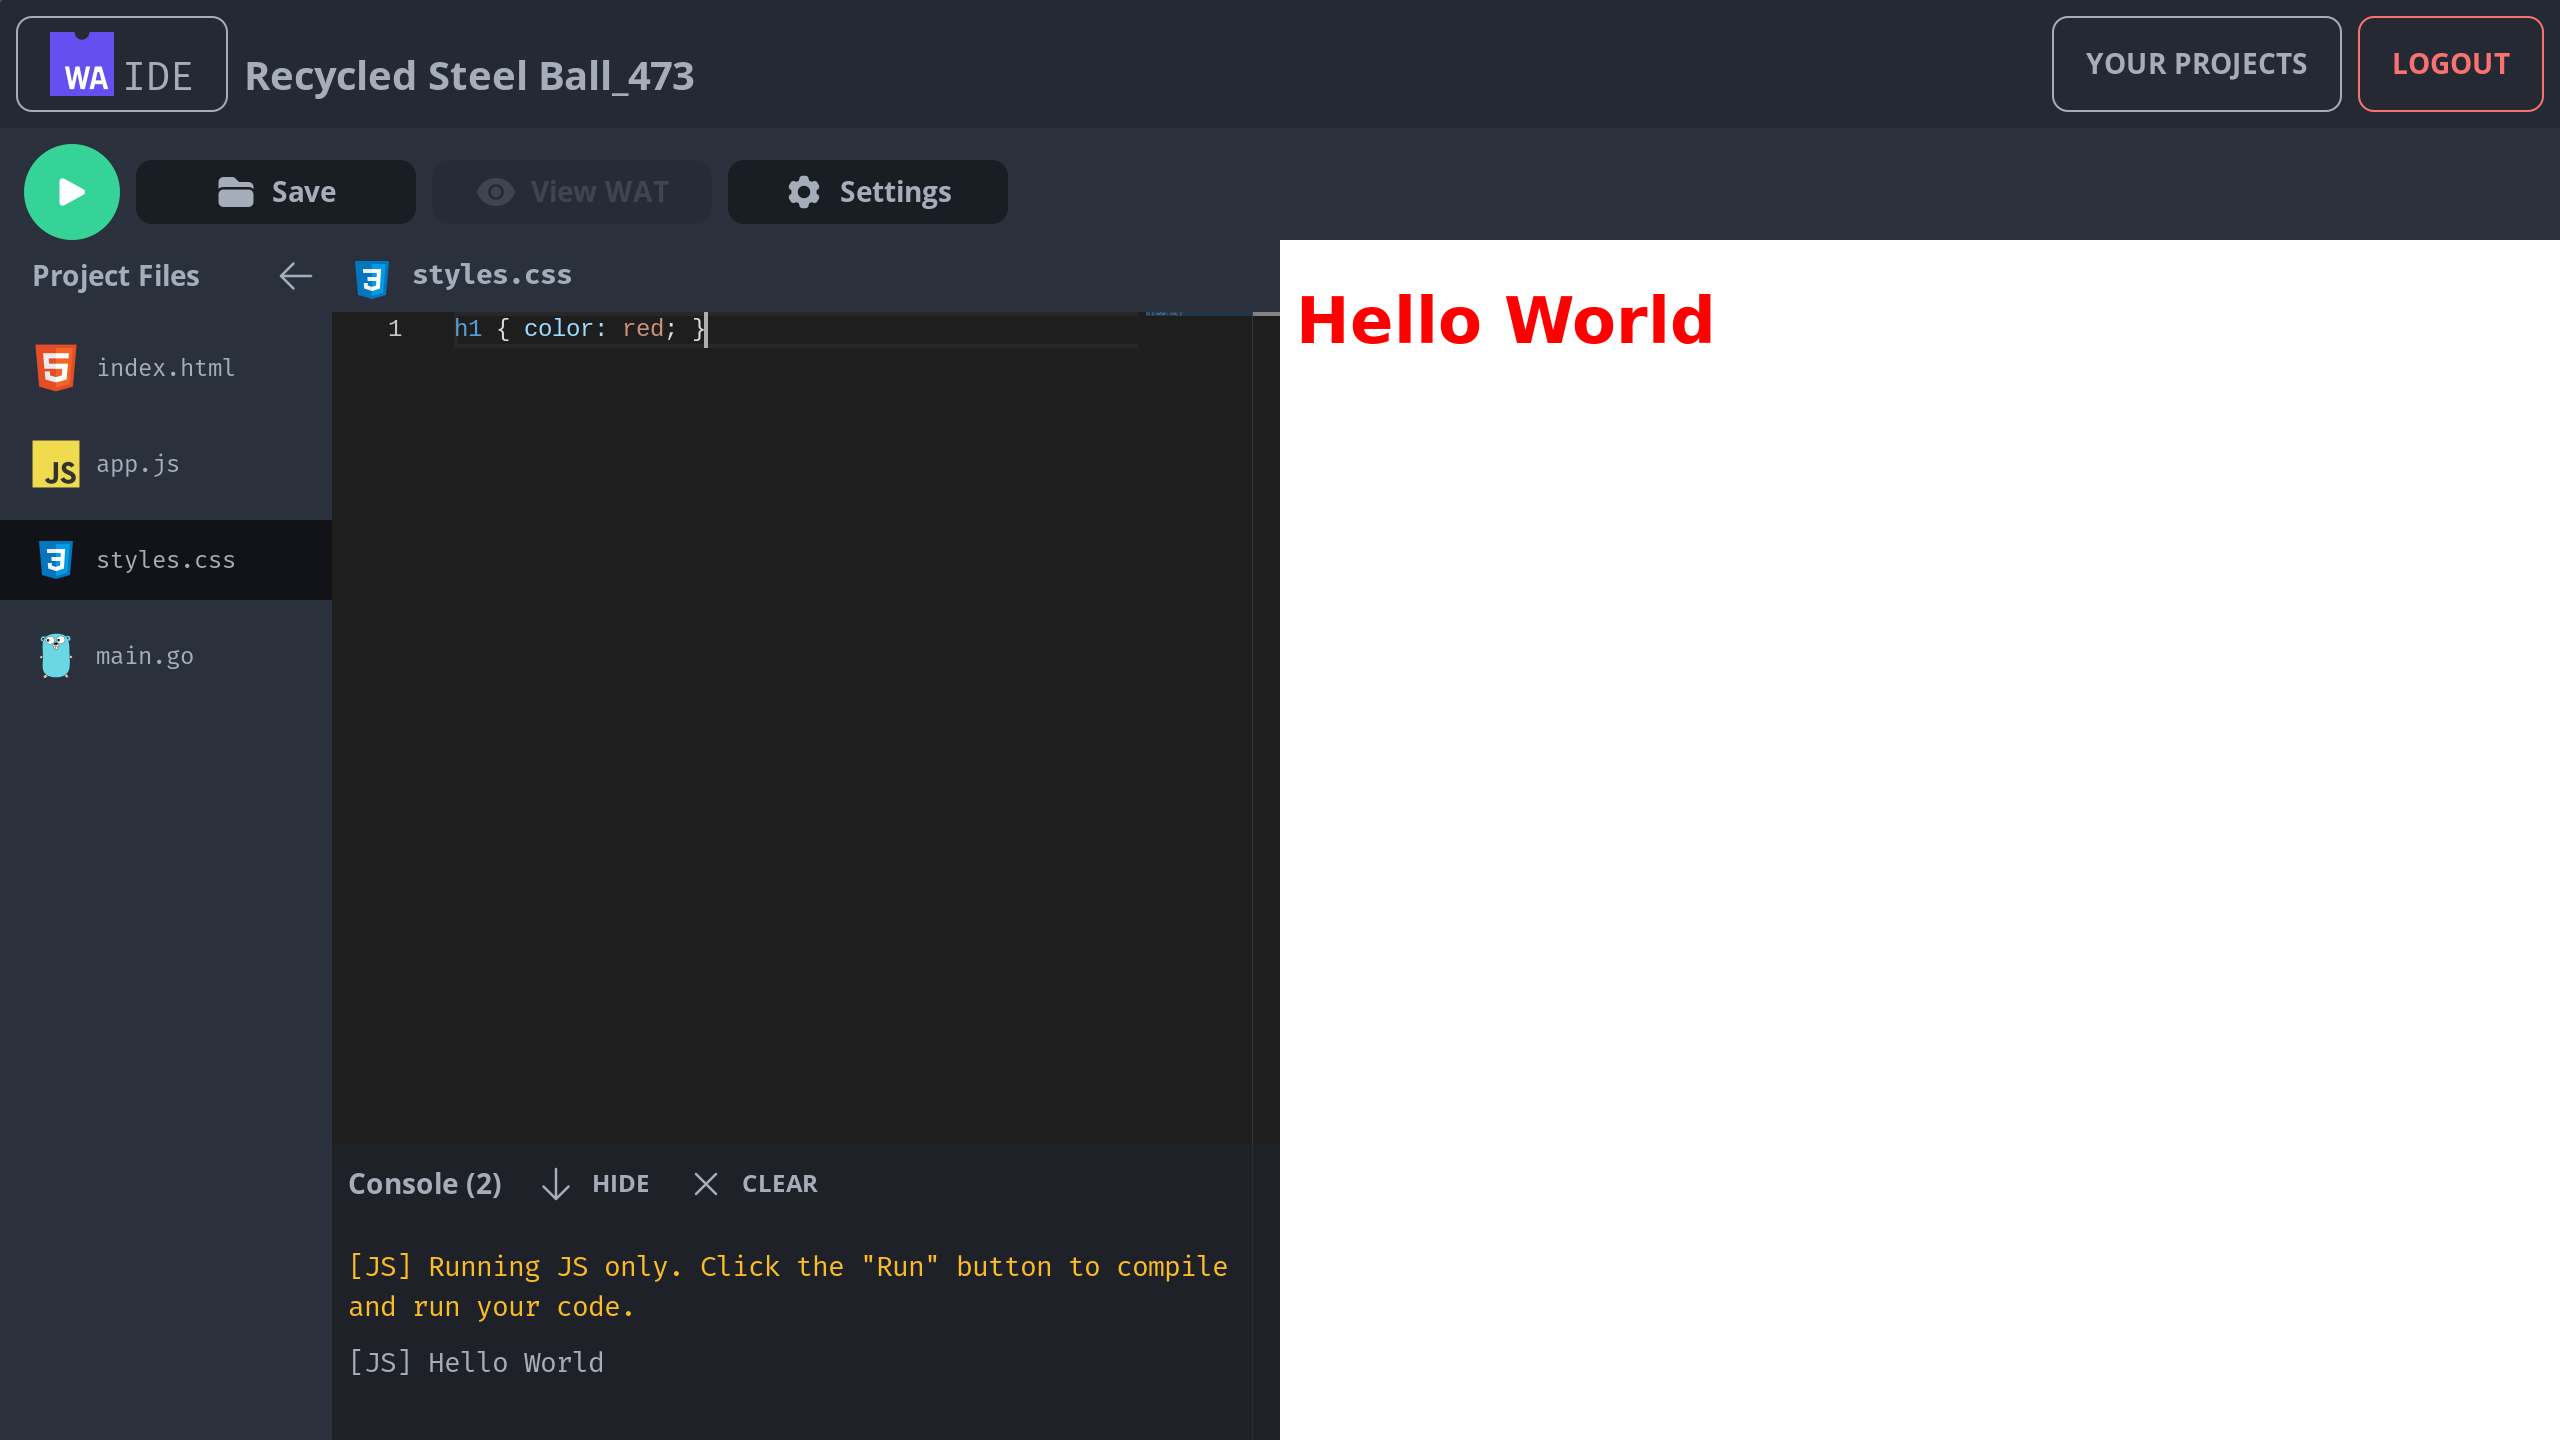 WA IDE Recycled Steel Ball_473 YOUR PROJECTS LOGOUT
Save View WAT Settings
Project Files
index.html
JS app.js
styles.css
main.go
styles.css
1 h1 { color: red; }
Console (2) HIDE CLEAR
[JS] Running JS only. Click the "Run" button to compile
and run your code.
[JS] Hello World
Hello World